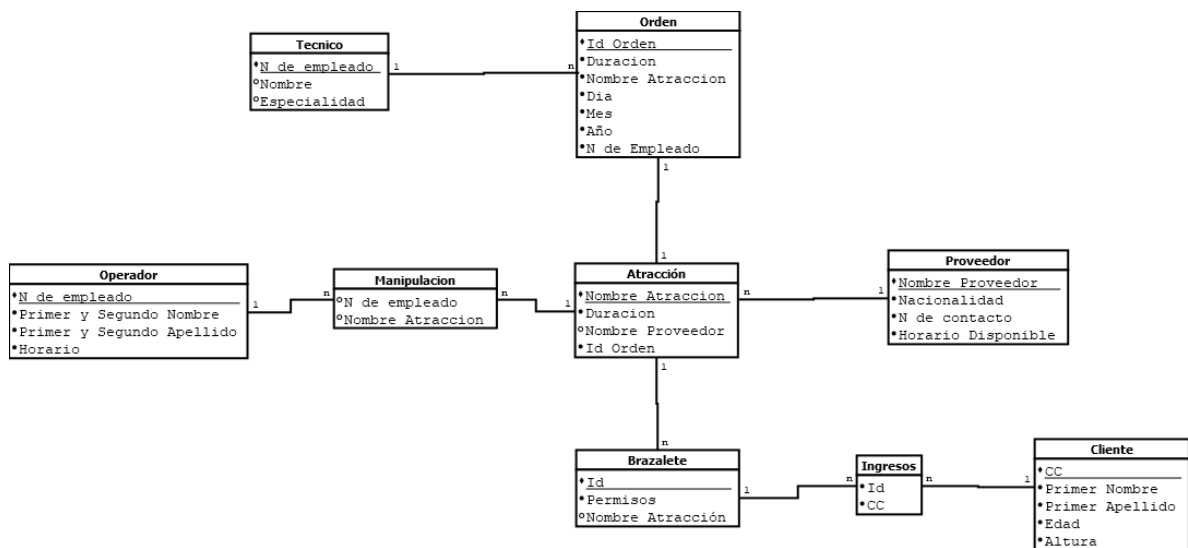 Orden
Id Orden
Duracion
Nombre Atraccion
Dia
Mes
Año
N de Empleado
Tecnico
N de empleado
Nombre
Especialidad
1
n
1
1
Operador
N de empleado
Primer y Segundo Nombre
Primer y Segundo Apellido
Horario
1
n
Manipulacion
N de empleado
Nombre Atraccion
n
1
Atracción
Nombre Atraccion
Duracion
Nombre Proveedor
Id Orden
n
1
Proveedor
Nombre Proveedor
Nacionalidad
N de contacto
Horario Disponible
1
n
Brazalete
Id
Permisos
Nombre Atracción
1
n
Ingresos
Id
CC
n
1
Cliente
CC
Primer Nombre
Primer Apellido
Edad
Altura